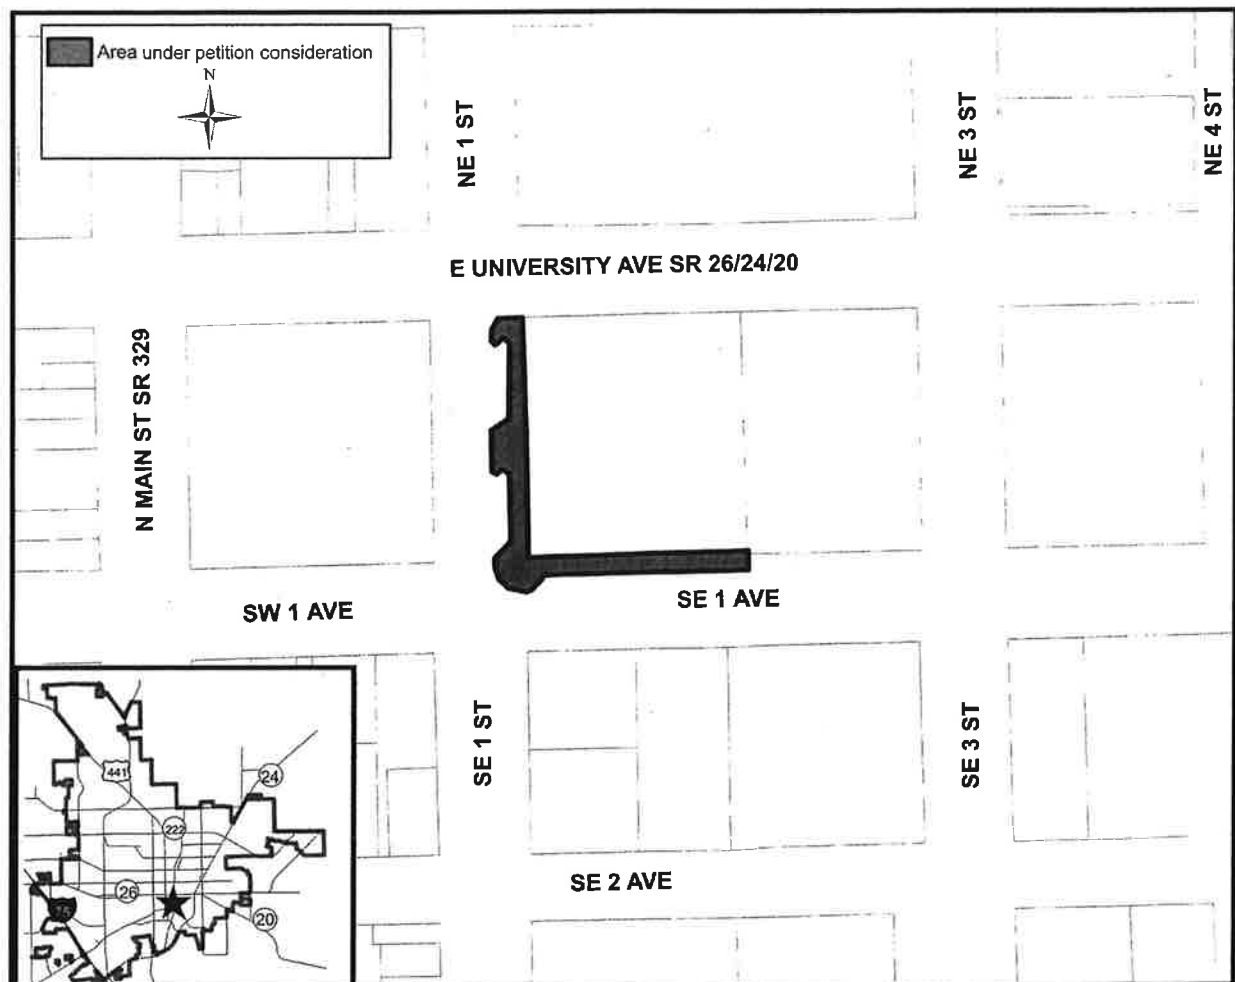 Area under petition consideration
N
NE 1 ST
NE 3 ST
NE 4 ST
E UNIVERSITY AVE SR 26/24/20
N MAIN ST SR 329
SW 1 AVE
SE 1 AVE
SE 1 ST
SE 3 ST
SE 2 AVE
441
24
222
26
75
20